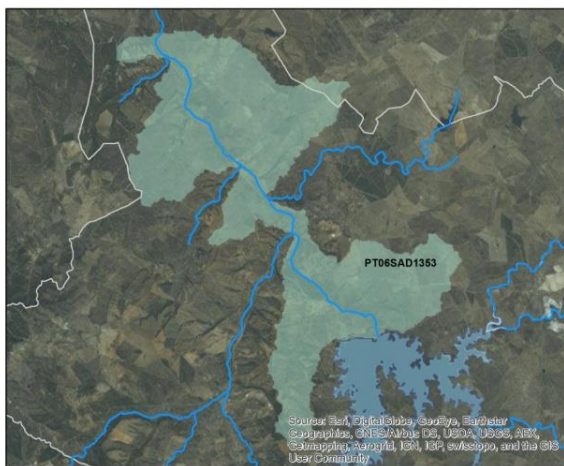 PT06SAD1353
Source: Esri, DigitalGlobe, GeoEye, Earthstar
Geographics, CNES/Airbus DS, USDA, USGS, AEX,
Getmapping, Aerogrid, IGN, IGP, swisstopo, and the GIS
User Community